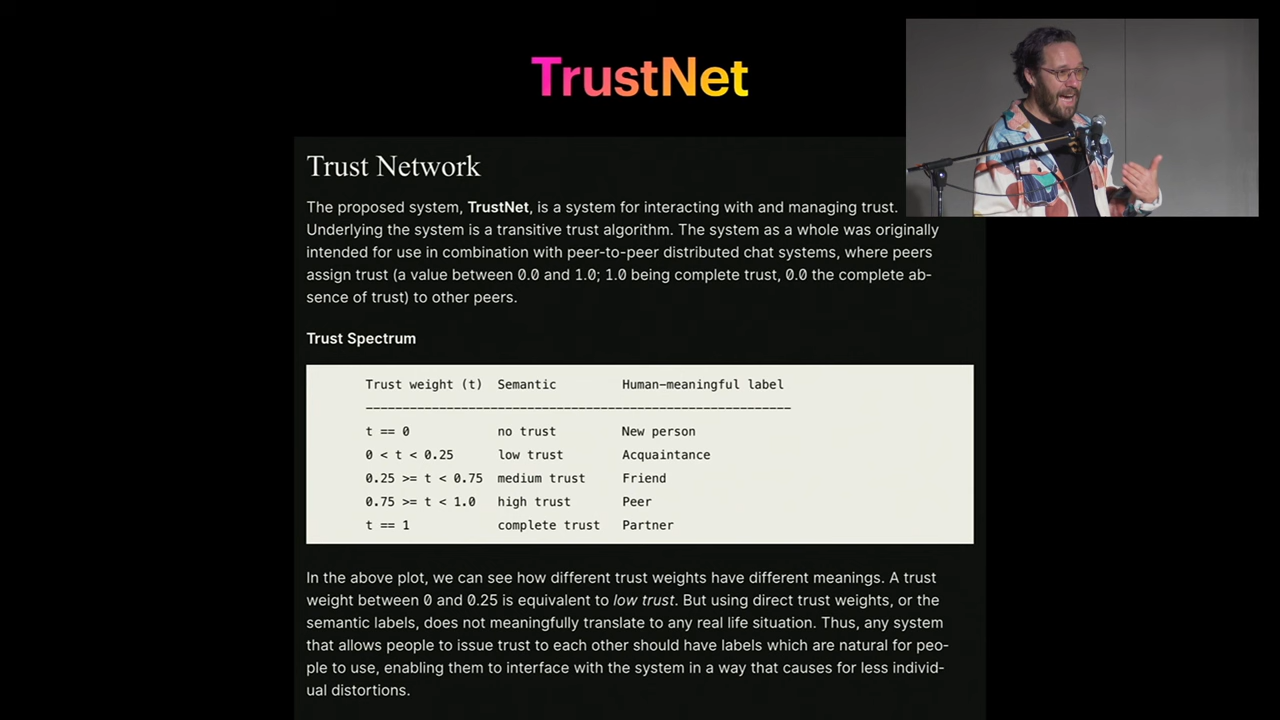 TrustNet
Trust Network
The proposed system, TrustNet, is a system for interacting with and managing trust.
Underlying the system is a transitive trust algorithm. The system as a whole was originally
intended for use in combination with peer-to-peer distributed chat systems, where peers
assign trust (a value between 0.0 and 1.0; 1.0 being complete trust, 0.0 the complete ab-
sence of trust) to other peers.
Trust Spectrum
Trust weight (t) Semantic Human-meaningful label
----------------------------------------------------------
t == 0 no trust New person
0 < t < 0.25 low trust Acquaintance
0.25 >= t < 0.75 medium trust Friend
0.75 >= t < 1.0 high trust Peer
t == 1 complete trust Partner
In the above plot, we can see how different trust weights have different meanings. A trust
weight between 0 and 0.25 is equivalent to low trust. But using direct trust weights, or the
semantic labels, does not meaningfully translate to any real life situation. Thus, any system
that allows people to issue trust to each other should have labels which are natural for peo-
ple to use, enabling them to interface with the system in a way that causes for less individ-
ual distortions.